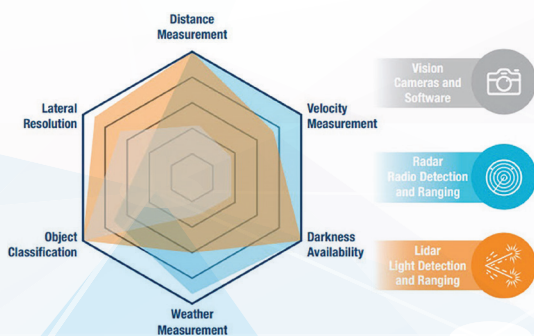 Distance
Measurement
Lateral
Resolution
Velocity
Measurement
Object
Classification
Darkness
Availability
Weather
Measurement
Vision
Cameras and
Software
Radar
Radio Detection
and Ranging
Lidar
Light Detection
and Ranging